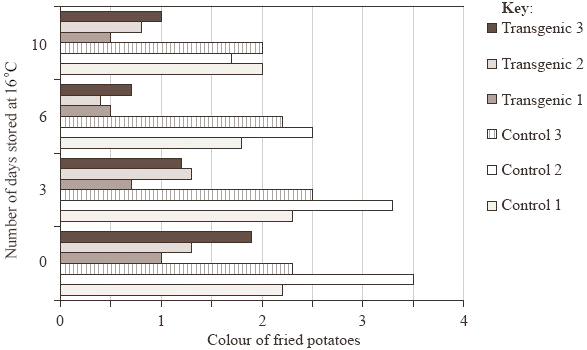 Key:
Transgenic 3
Transgenic 2
Transgenic 1
Control 3
Control 2
Control 1
Number of days stored at 16°C
10
6
3
0
0 1 2 3 4
Colour of fried potatoes